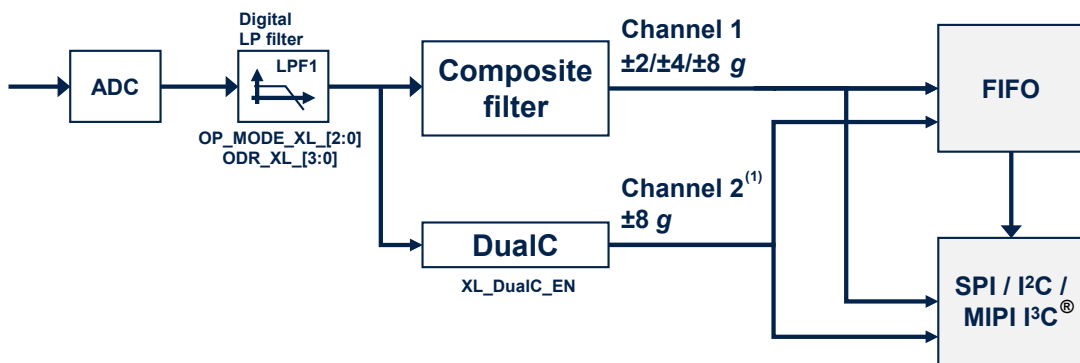 Digital
LP filter
ADC
LPF1
OP_MODE_XL_[2:0]
ODR_XL_[3:0]
Composite
filter
Channel 1
±2/±4/±8 g
FIFO
Channel 2(1)
±8 g
DualC
XL_DualC_EN
SPI / I²C /
MIPI I³C®